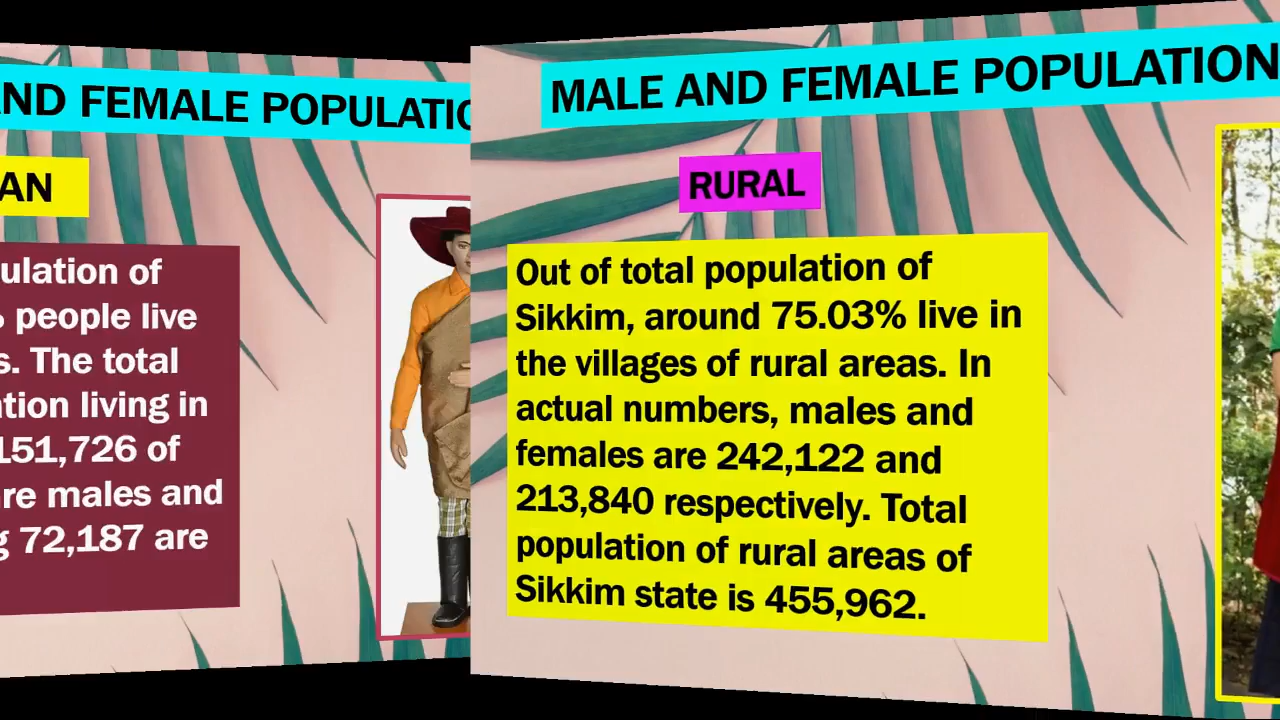 AND FEMALE POPULATIO
AN
ulation of
% people live
s. The total
ation living in
151,726 of
re males and
g 72,187 are
MALE AND FEMALE POPULATION
RURAL
Out of total population of
Sikkim, around 75.03% live in
the villages of rural areas. In
actual numbers, males and
females are 242,122 and
213,840 respectively. Total
population of rural areas of
Sikkim state is 455,962.